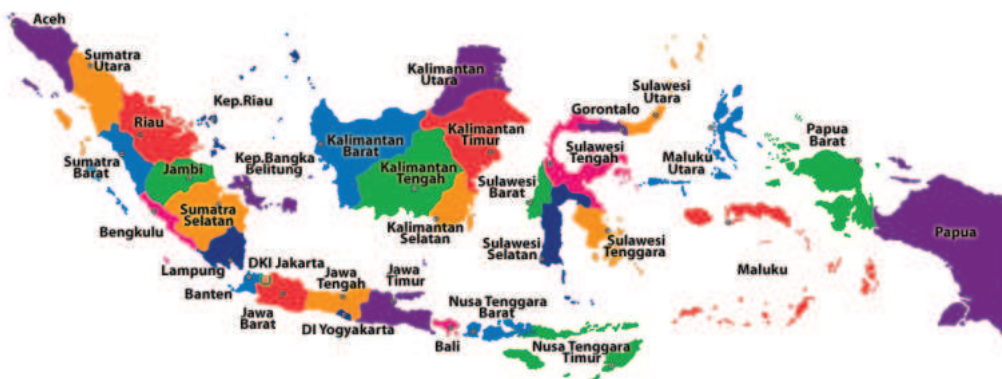 Aceh
Sumatra
Utara
Riau
Kep.Riau
Sumatra
Barat
Jambi
Kep.Bangka
Belitung
Sumatra
Selatan
Bengkulu
Lampung
DKI Jakarta
Banten
Jawa
Barat
Jawa
Tengah
DI Yogyakarta
Jawa
Timur
Bali
Nusa Tenggara
Barat
Nusa Tenggara
Timur
Kalimantan
Utara
Kalimantan
Barat
Kalimantan
Timur
Kalimantan
Tengah
Kalimantan
Selatan
Gorontalo
Sulawesi
Utara
Sulawesi
Tengah
Sulawesi
Barat
Sulawesi
Selatan
Sulawesi
Tenggara
Maluku
Utara
Maluku
Papua
Barat
Papua